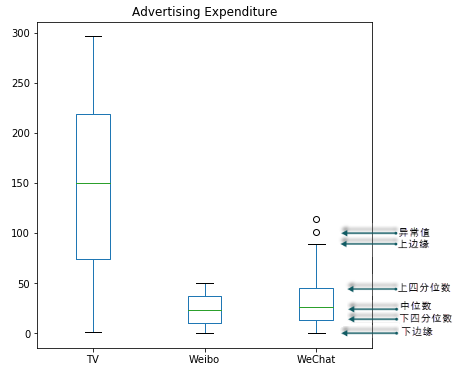 Advertising Expenditure
300
250
200
150
100
50
0
TV
Weibo
WeChat
异常值
上边缘
上四分位数
中位数
下四分位数
下边缘